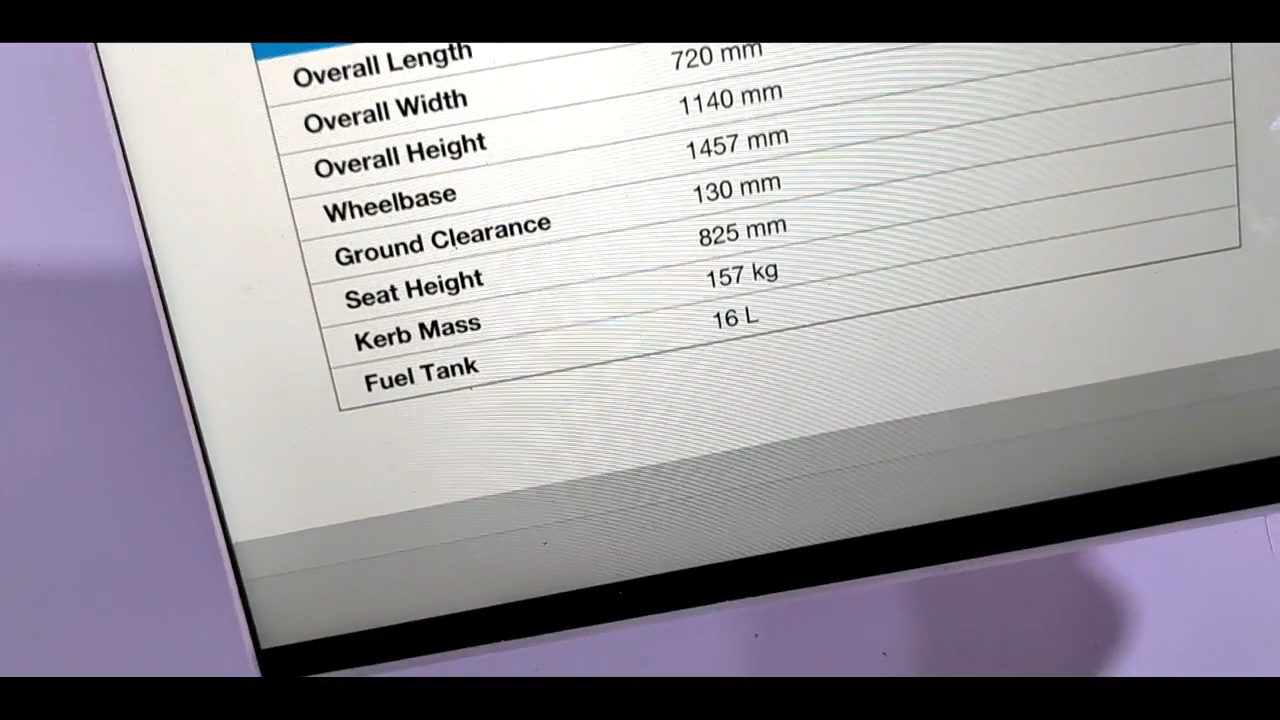 Overall Length
Overall Width 720 mm
Overall Height 1140 mm
Wheelbase 1457 mm
Ground Clearance 130 mm
Seat Height 825 mm
Kerb Mass 157 kg
Fuel Tank 16 L